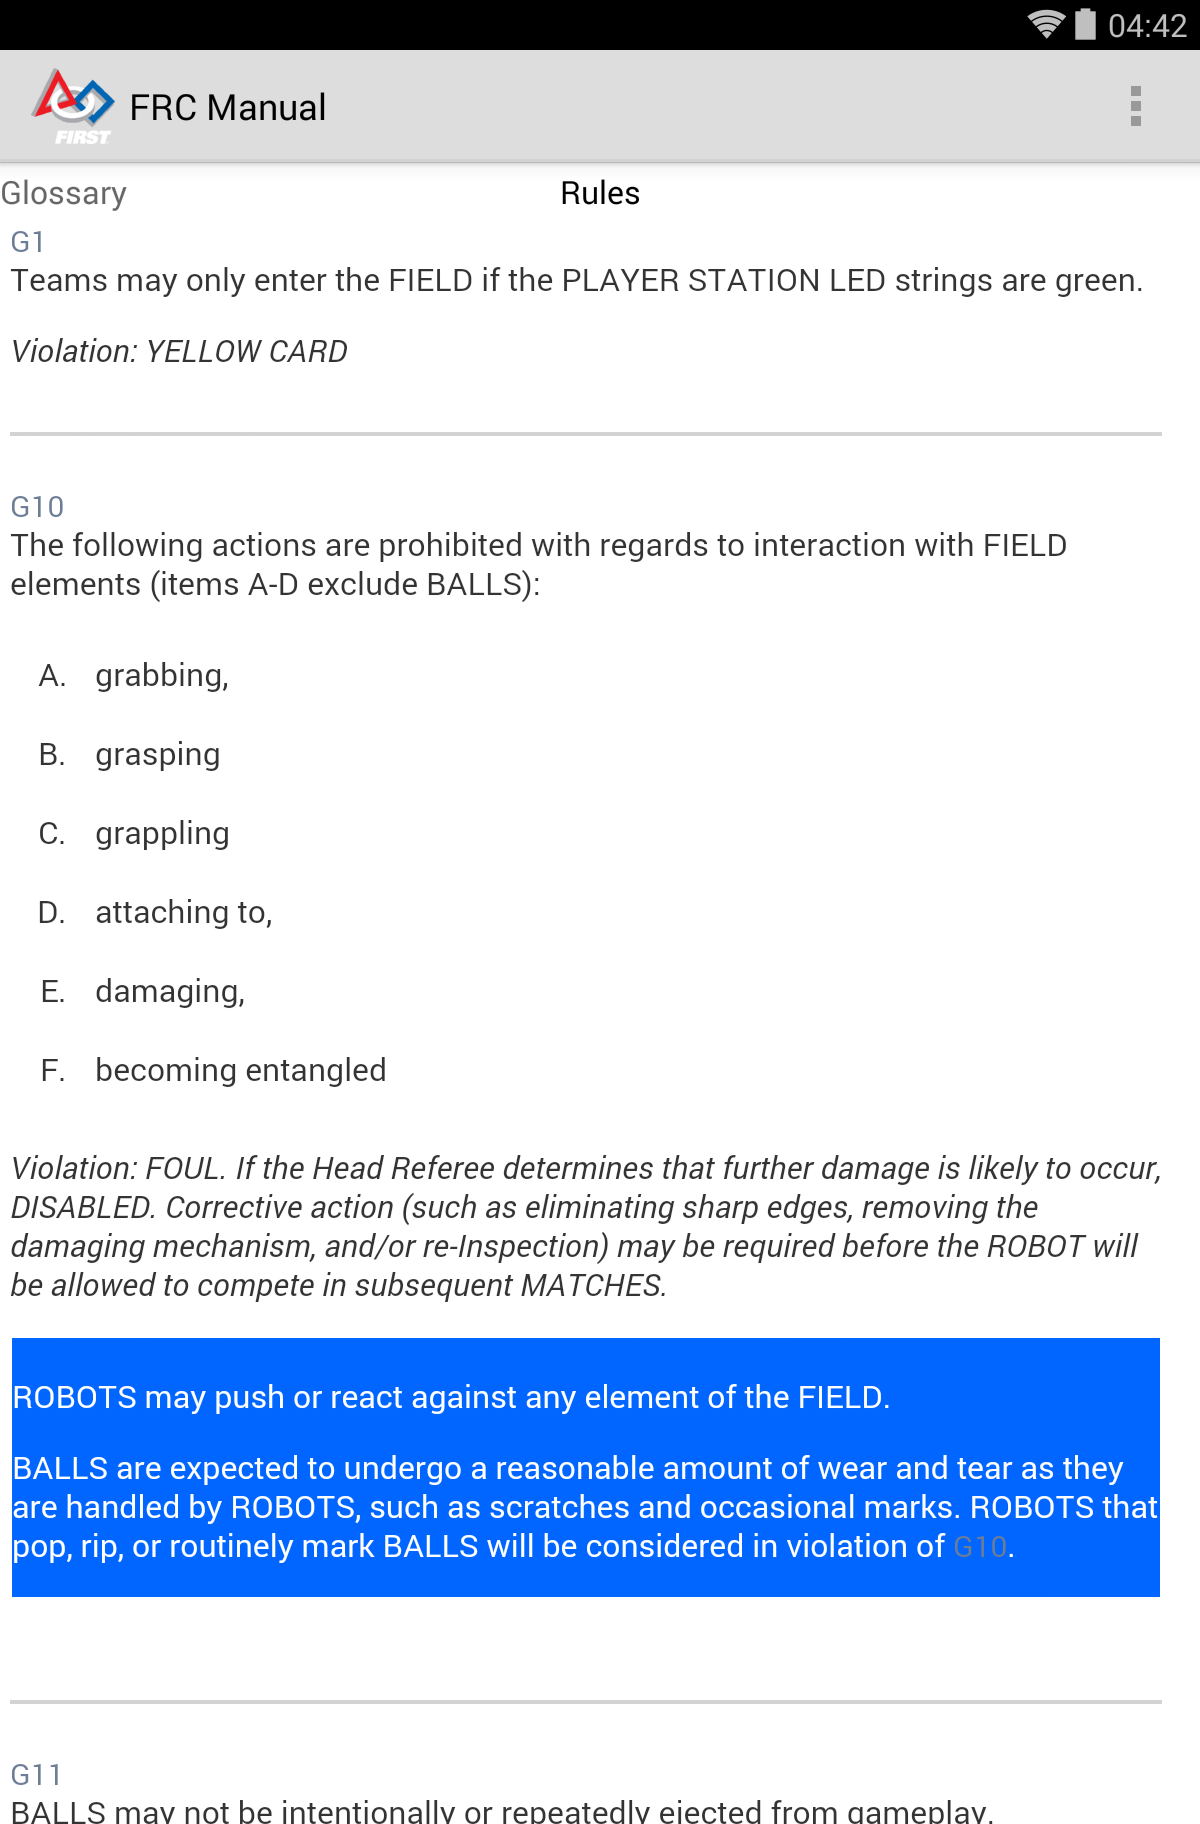 04:42
FIRST
FRC Manual
Glossary
Rules
G1
Teams may only enter the FIELD if the PLAYER STATION LED strings are green.
Violation: YELLOW CARD
G10
The following actions are prohibited with regards to interaction with FIELD
elements (items A-D exclude BALLS):
A. grabbing,
B. grasping
C. grappling
D. attaching to,
E. damaging,
F. becoming entangled
Violation: FOUL. If the Head Referee determines that further damage is likely to occur,
DISABLED. Corrective action (such as eliminating sharp edges, removing the
damaging mechanism, and/or re-Inspection) may be required before the ROBOT will
be allowed to compete in subsequent MATCHES.
ROBOTS may push or react against any element of the FIELD.
BALLS are expected to undergo a reasonable amount of wear and tear as they
are handled by ROBOTS, such as scratches and occasional marks. ROBOTS that
pop, rip, or routinely mark BALLS will be considered in violation of G10.
G11
BALLS may not be intentionally or repeatedly ejected from gameplay.